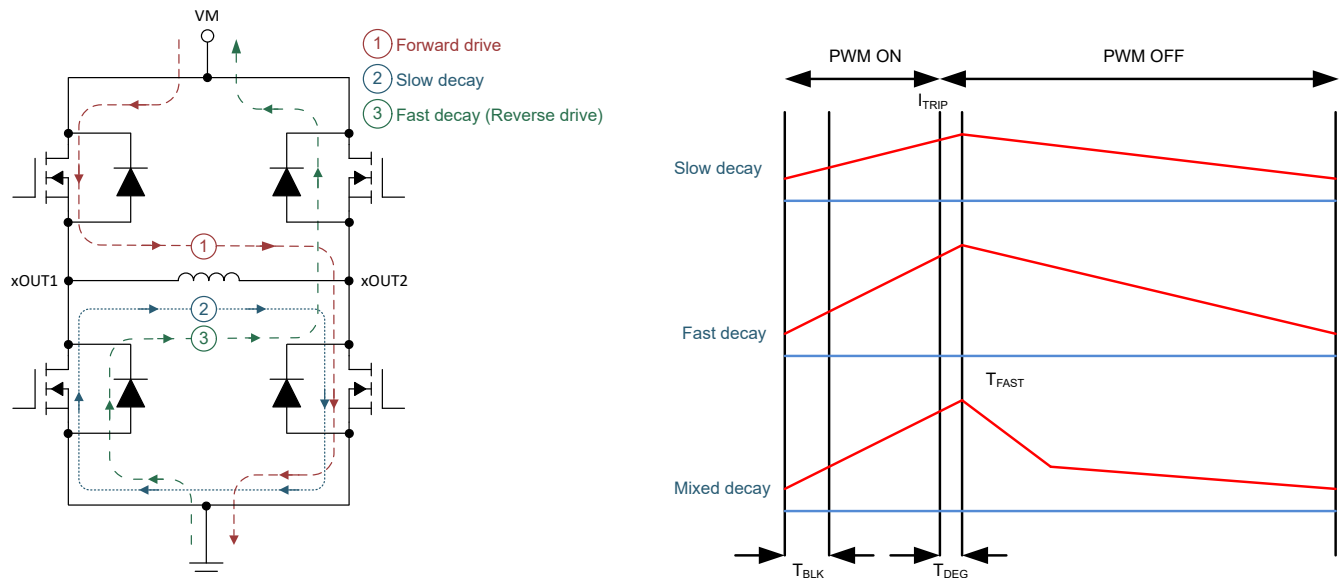 VM
1 Forward drive
2 Slow decay
3 Fast decay (Reverse drive)
1
xOUT1
xOUT2
2
3
PWM ON
PWM OFF
ITRIP
Slow decay
Fast decay
TFAST
Mixed decay
TBLK
TDEG